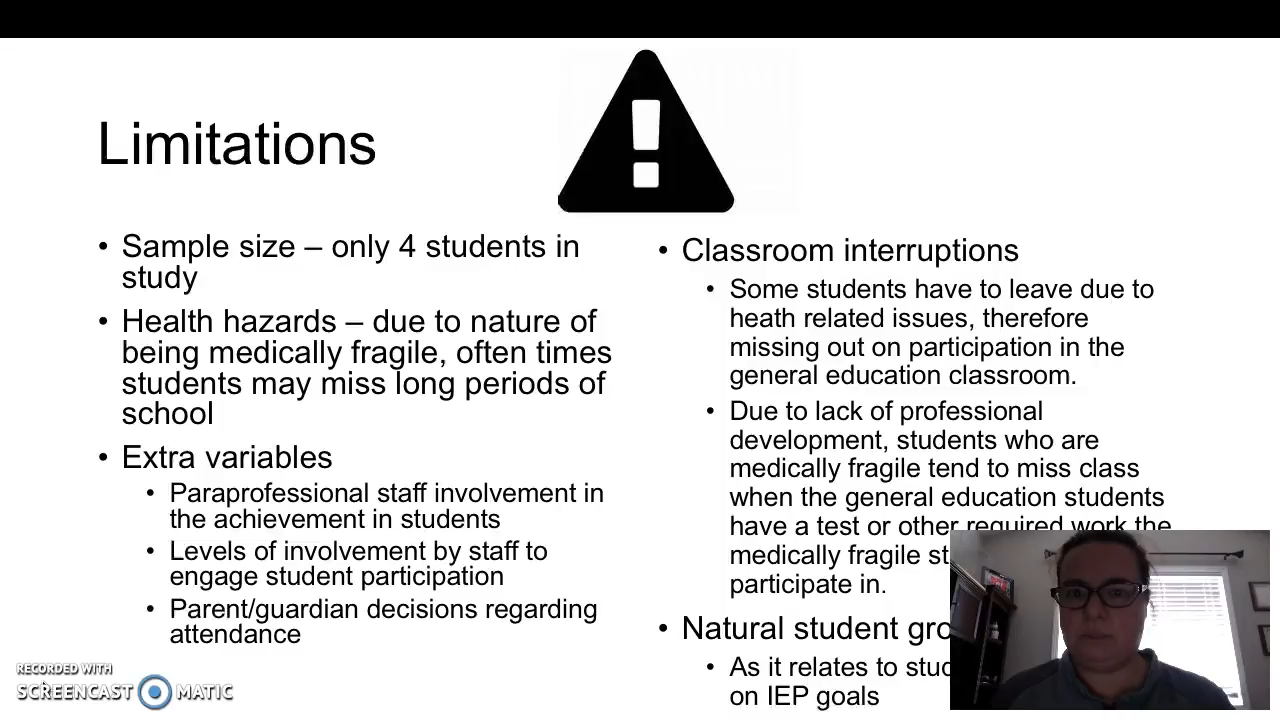 Limitations
• Sample size – only 4 students in
study
• Health hazards – due to nature of
being medically fragile, often times
students may miss long periods of
school
• Extra variables
• Paraprofessional staff involvement in
the achievement in students
• Levels of involvement by staff to
engage student participation
• Parent/guardian decisions regarding
attendance
• Classroom interruptions
• Some students have to leave due to
heath related issues, therefore
missing out on participation in the
general education classroom.
• Due to lack of professional
development, students who are
medically fragile tend to miss class
when the general education students
have a test or other required work the
medically fragile
participate in.
• Natural student
• As it relates to
on IEP goals
RECORDED WITH
SCREENCAST MATIC